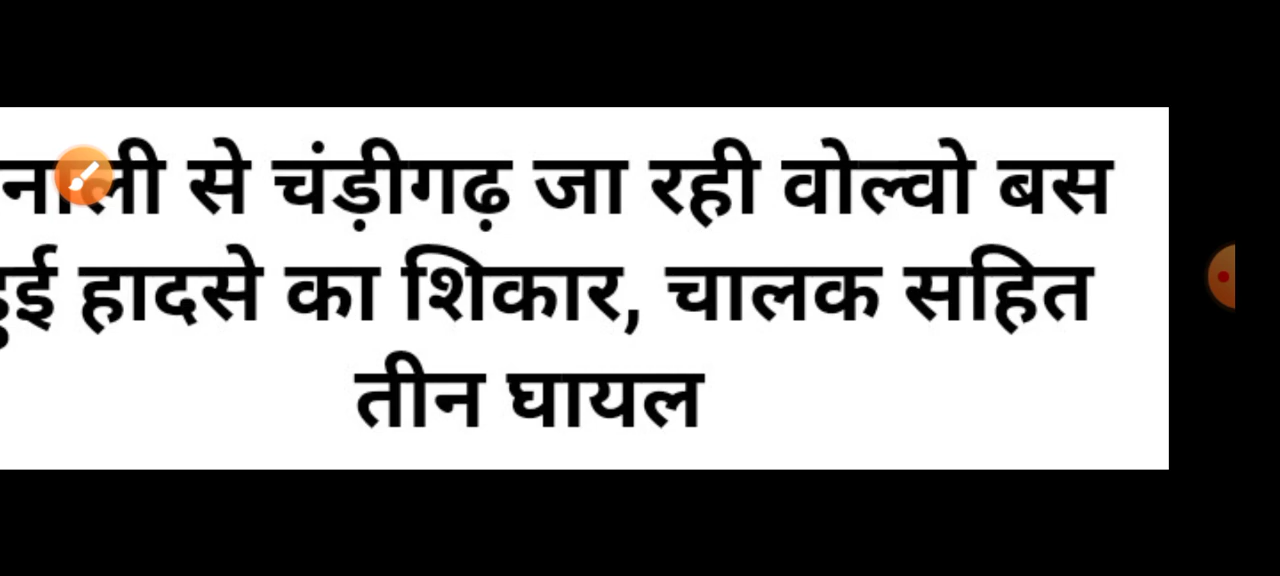 नाली से चंड़ीगढ़ जा रही वोल्वो बस
हुई हादसे का शिकार, चालक सहित
तीन घायल